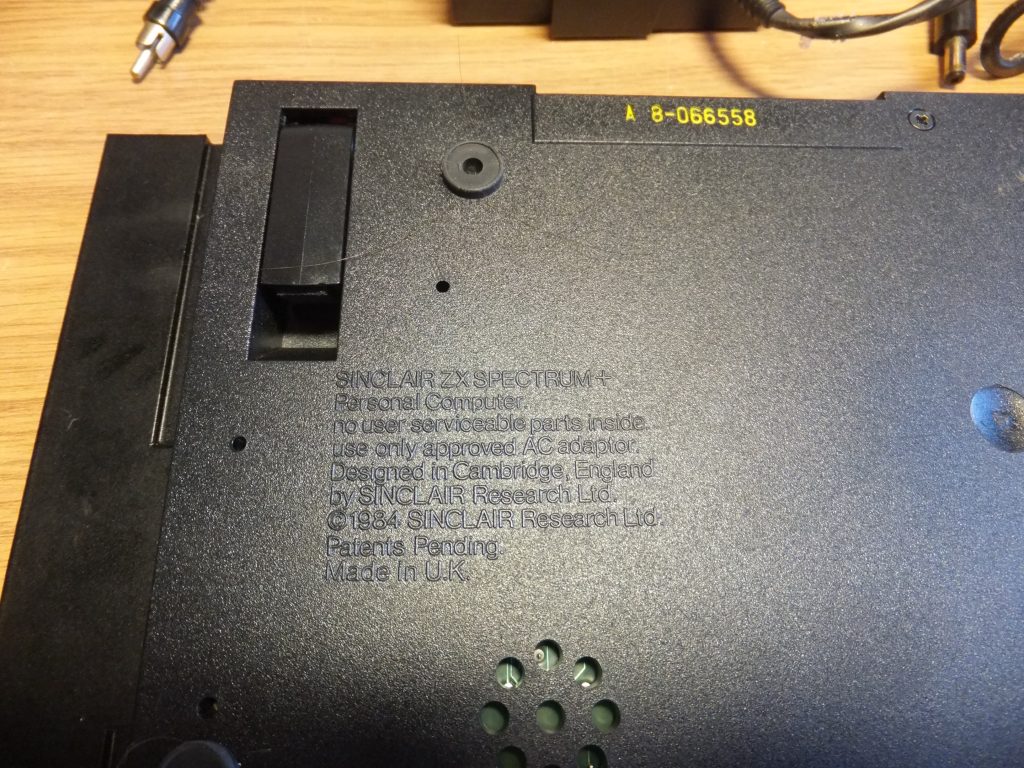 A 8-066558
SINCLAIR ZX SPECTRUM+
Personal Computer.
no user serviceable parts inside.
use only approved AC adaptor.
Designed in Cambridge, England
by SINCLAIR Research Ltd.
©1984 SINCLAIR Research Ltd.
Patents Pending.
Made in U.K.